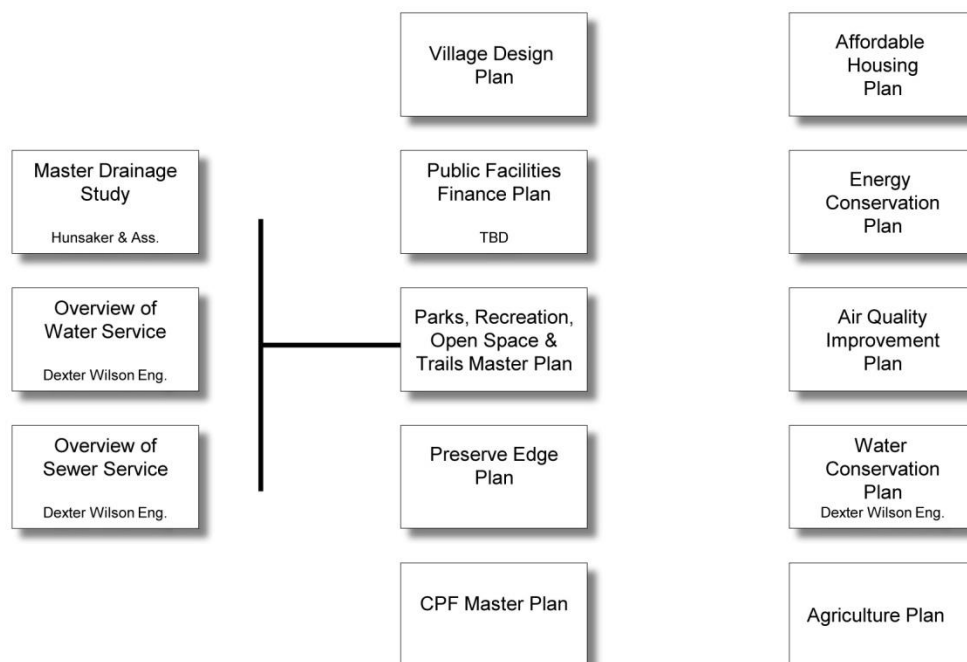 Master Drainage
Study
Hunsaker & Ass.
Overview of
Water Service
Dexter Wilson Eng.
Overview of
Sewer Service
Dexter Wilson Eng.
Village Design
Plan
Public Facilities
Finance Plan
TBD
Parks, Recreation,
Open Space &
Trails Master Plan
Preserve Edge
Plan
CPF Master Plan
Affordable
Housing
Plan
Energy
Conservation
Plan
Air Quality
Improvement
Plan
Water
Conservation
Plan
Dexter Wilson Eng.
Agriculture Plan